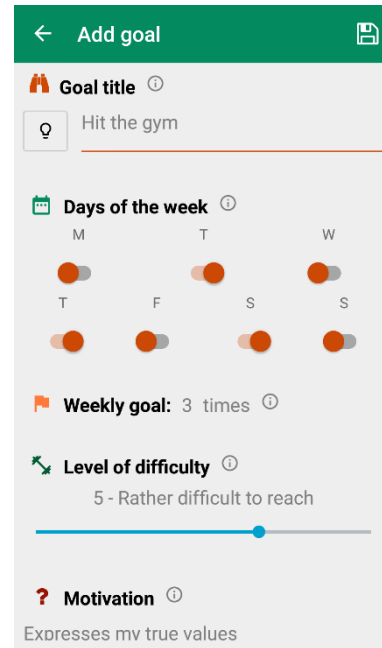 Add goal
Goal title
Hit the gym
Days of the week
M T W
T F S S
Weekly goal: 3 times
Level of difficulty
5 - Rather difficult to reach
Motivation
Expresses my true values